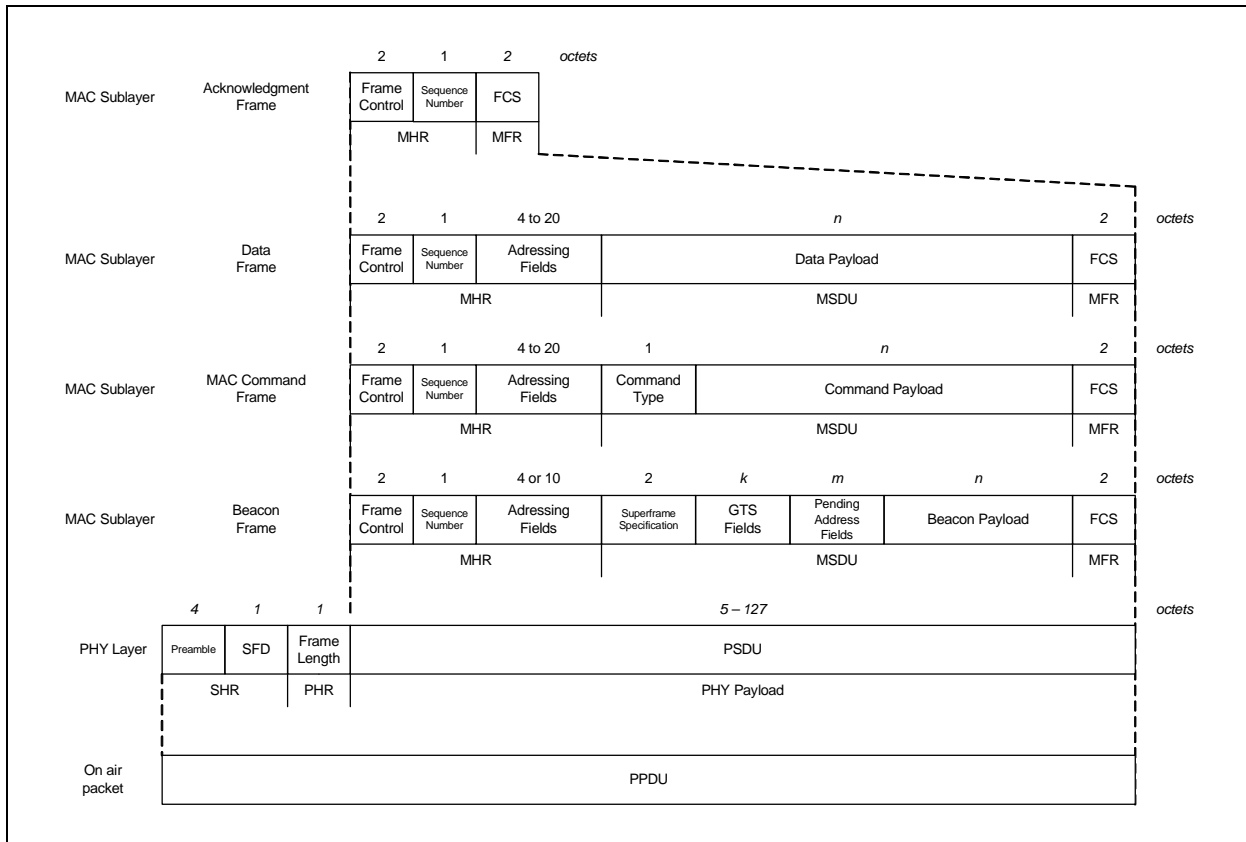 2 1 2 octets
MAC Sublayer Acknowledgment Frame Frame Control Sequence Number FCS
MHR MFR
2 1 4 to 20 n 2 octets
MAC Sublayer Data Frame Frame Control Sequence Number Adressing Fields Data Payload FCS
MHR MSDU MFR
2 1 4 to 20 1 n 2 octets
MAC Sublayer MAC Command Frame Frame Control Sequence Number Adressing Fields Command Type Command Payload FCS
MHR MSDU MFR
2 1 4 or 10 2 k m n 2 octets
MAC Sublayer Beacon Frame Frame Control Sequence Number Adressing Fields Superframe Specification GTS Fields Pending Address Fields Beacon Payload FCS
MHR MSDU MFR
4 1 1 5 – 127 octets
PHY Layer Preamble SFD Frame Length PSDU
SHR PHR PHY Payload
On air packet PPDU